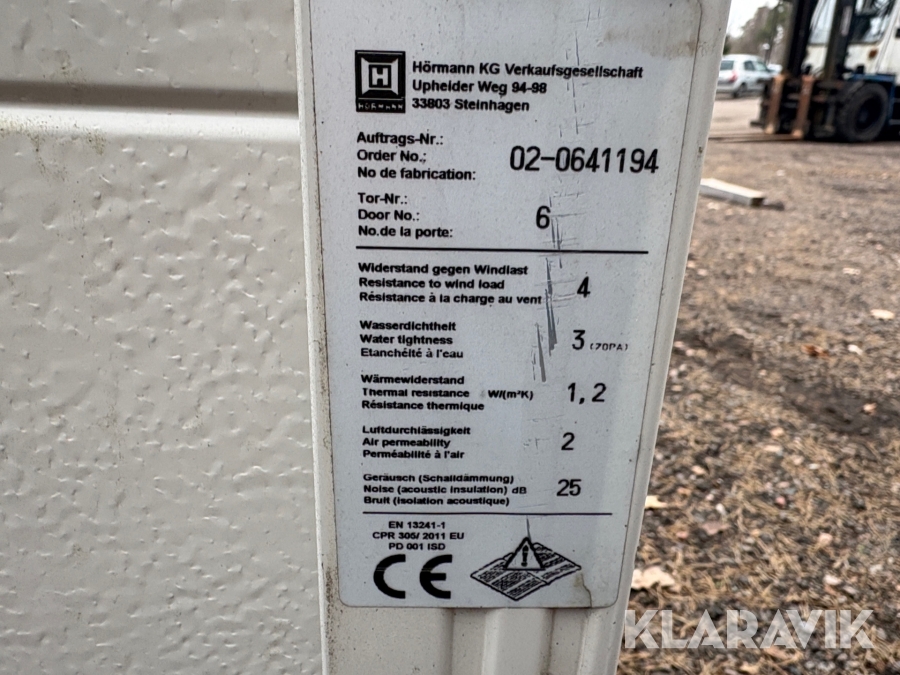 H
HÖRMANN
Hörmann KG Verkaufsgesellschaft
Upheider Weg 94-98
33803 Steinhagen
Auftrags-Nr.:
Order No.:
No de fabrication:
02-0641194
Tor-Nr.:
Door No.:
No.de la porte:
6
Widerstand gegen Windlast
Resistance to wind load
Résistance à la charge au vent
4
Wasserdichtheit
Water tightness
Etanchéité à l'eau
3 (70PA)
Wärmewiderstand
Thermal resistance W/(m²K)
Résistance thermique
1,2
Luftdurchlässigkeit
Air permeability
Perméabilité à l'air
2
Geräusch (Schalldämmung)
Noise (acoustic insulation) dB
Bruit (isolation acoustique)
25
EN 13241-1
CPR 305/ 2011 EU
PD 001 ISD
CE
KLARAVIK